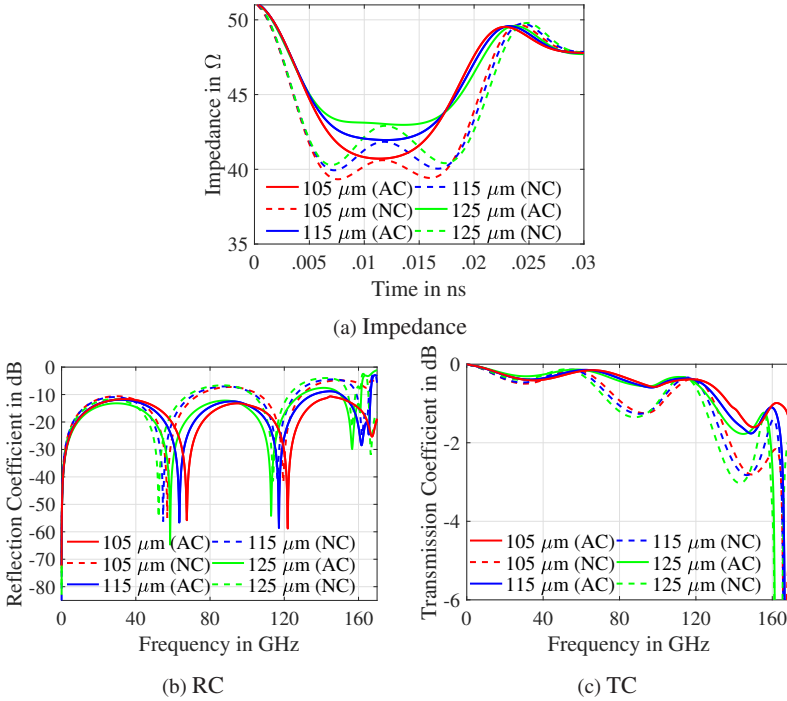 50
45
40
35
Impedance in Ω
105 μm (AC)
105 μm (NC)
115 μm (AC)
115 μm (NC)
125 μm (AC)
125 μm (NC)
0 .005 .01 .015 .02 .025 .03
Time in ns
(a) Impedance
0
-10
-20
-30
-40
-50
-60
-70
-80
Reflection Coefficient in dB
105 μm (AC)
105 μm (NC)
115 μm (AC)
115 μm (NC)
125 μm (AC)
125 μm (NC)
0 40 80 120 160
Frequency in GHz
(b) RC
0
-2
-4
-6
Transmission Coefficient in dB
105 μm (AC)
105 μm (NC)
115 μm (AC)
115 μm (NC)
125 μm (AC)
125 μm (NC)
0 40 80 120 160
Frequency in GHz
(c) TC